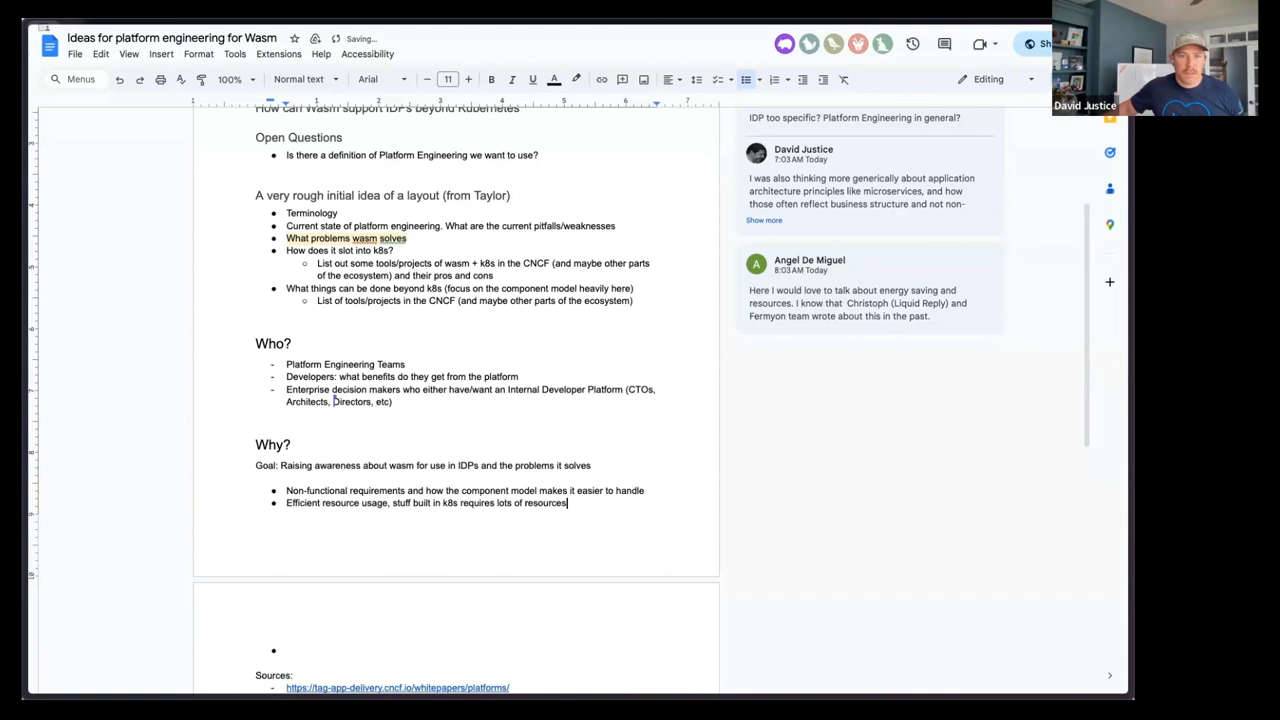 Ideas for platform engineering for Wasm
Saving...
File Edit View Insert Format Tools Extensions Help Accessibility
Menus
100%
Normal text
Arial
11
Editing
1 1 2 3 4 5 6 7
How can Wasm support IDPs beyond Kubernetes
Open Questions
● Is there a definition of Platform Engineering we want to use?
A very rough initial idea of a layout (from Taylor)
● Terminology
● Current state of platform engineering. What are the current pitfalls/weaknesses
● What problems wasm solves
● How does it slot into k8s?
○ List out some tools/projects of wasm + k8s in the CNCF (and maybe other parts
of the ecosystem) and their pros and cons
● What things can be done beyond k8s (focus on the component model heavily here)
○ List of tools/projects in the CNCF (and maybe other parts of the ecosystem)
Who?
- Platform Engineering Teams
- Developers: what benefits do they get from the platform
- Enterprise decision makers who either have/want an Internal Developer Platform (CTOs,
Architects, Directors, etc)
Why?
Goal: Raising awareness about wasm for use in IDPs and the problems it solves
● Non-functional requirements and how the component model makes it easier to handle
● Efficient resource usage, stuff built in k8s requires lots of resources
●
Sources:
- https://tag-app-delivery.cncf.io/whitepapers/platforms/
IDP too specific? Platform Engineering in general?
David Justice
7:03 AM Today
I was also thinking more generically about application
architecture principles like microservices, and how
those often reflect business structure and not non-
Show more
A
Angel De Miguel
8:03 AM Today
Here I would love to talk about energy saving and
resources. I know that Christoph (Liquid Reply) and
Fermyon team wrote about this in the past.
Sh
David Justice